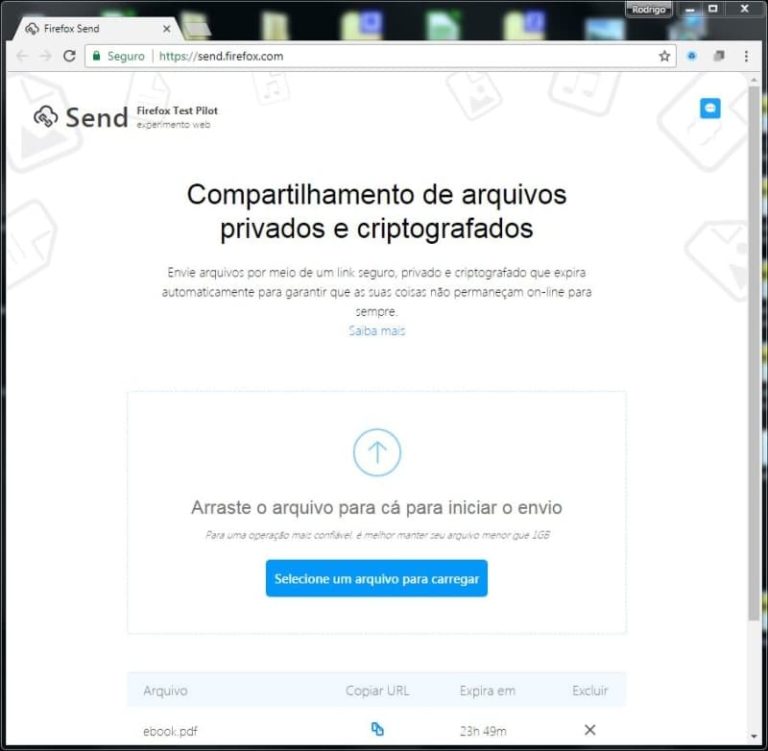 Rodrigo
Firefox Send
Seguro https://send.firefox.com
Send Firefox Test Pilot
experimento web
Compartilhamento de arquivos
privados e criptografados
Envie arquivos por meio de um link seguro, privado e criptografado que expira
automaticamente para garantir que as suas coisas não permaneçam on-line para
sempre.
Saiba mais
Arraste o arquivo para cá para iniciar o envio
Para uma operação mais confiável, é melhor manter seu arquivo menor que 1GB
Selecione um arquivo para carregar
Arquivo Copiar URL Expira em Excluir
ebook.pdf 23h 49m